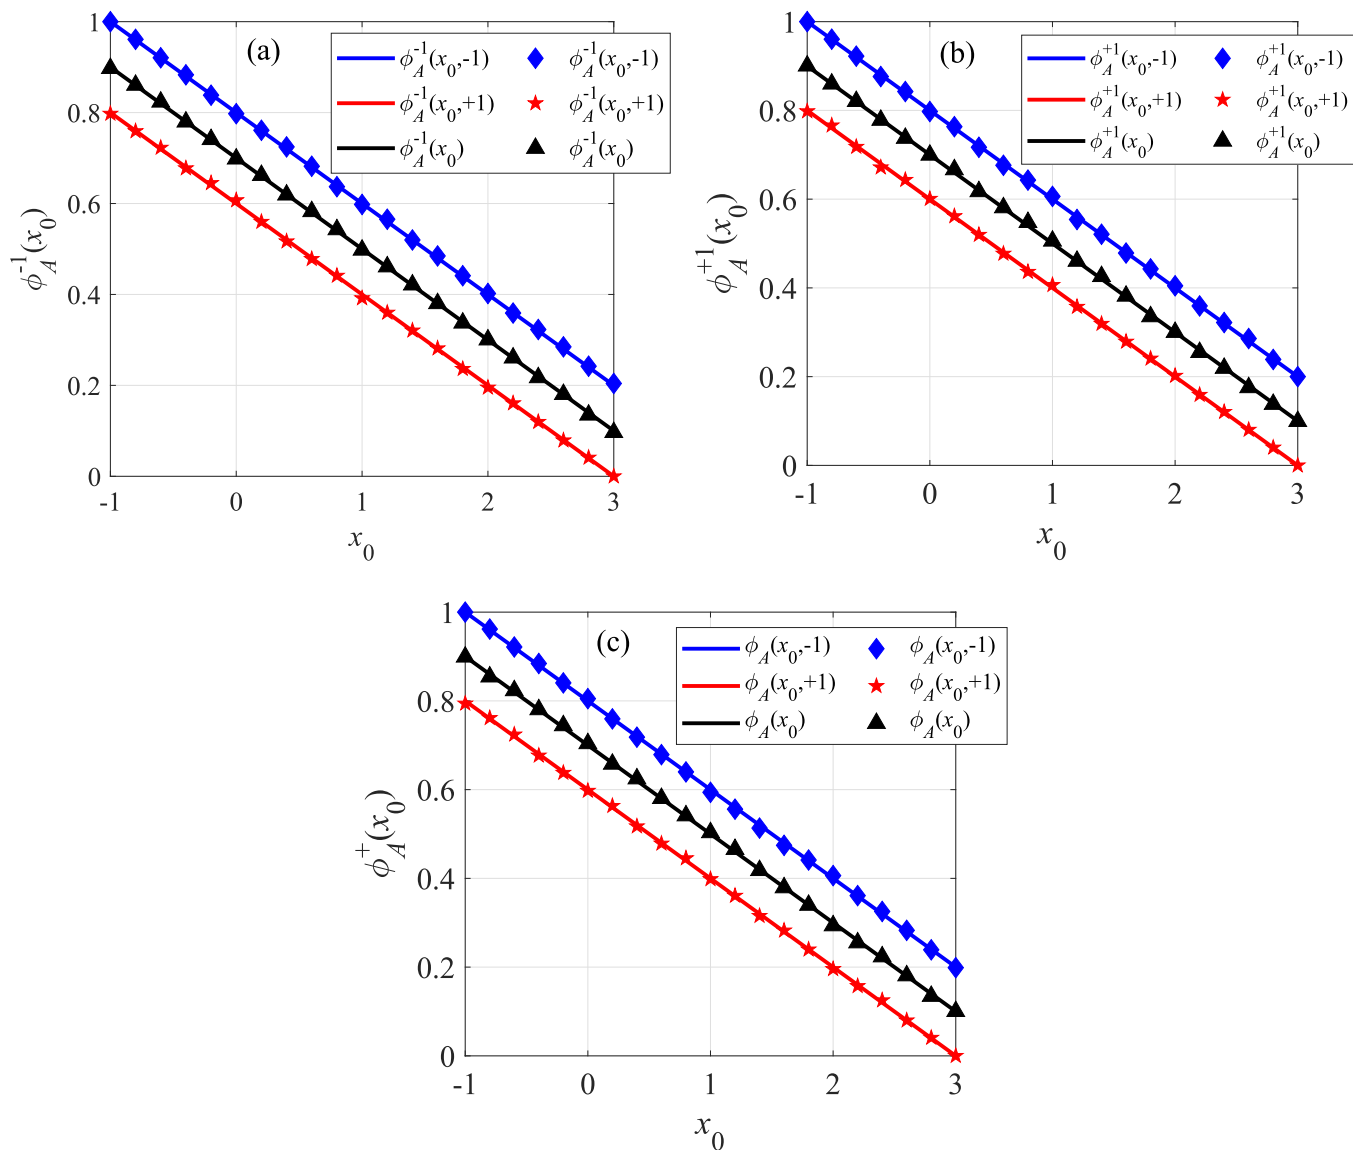 (a)
ϕ_A^{-1}(x_0,-1) ϕ_A^{-1}(x_0,-1)
ϕ_A^{-1}(x_0,+1) ϕ_A^{-1}(x_0,+1)
ϕ_A^{-1}(x_0) ϕ_A^{-1}(x_0)
ϕ_A^{-1}(x_0)
1
0.8
0.6
0.4
0.2
0
-1 0 1 2 3
x_0
(b)
ϕ_A^{+1}(x_0,-1) ϕ_A^{+1}(x_0,-1)
ϕ_A^{+1}(x_0,+1) ϕ_A^{+1}(x_0,+1)
ϕ_A^{+1}(x_0) ϕ_A^{+1}(x_0)
ϕ_A^{+1}(x_0)
1
0.8
0.6
0.4
0.2
0
-1 0 1 2 3
x_0
(c)
ϕ_A(x_0,-1) ϕ_A(x_0,-1)
ϕ_A(x_0,+1) ϕ_A(x_0,+1)
ϕ_A(x_0) ϕ_A(x_0)
ϕ_A^+(x_0)
1
0.8
0.6
0.4
0.2
0
-1 0 1 2 3
x_0